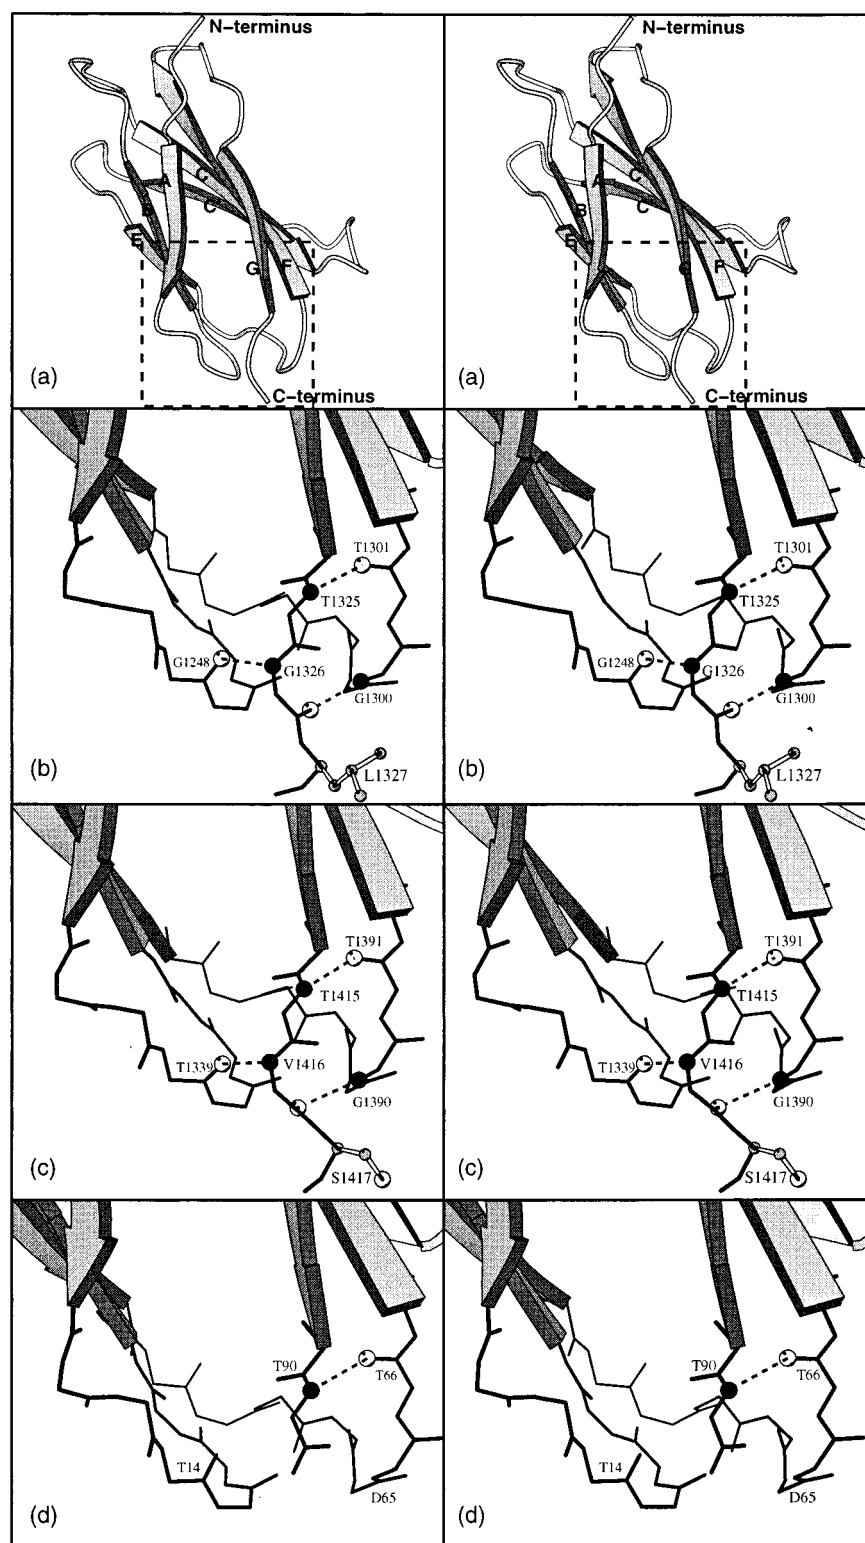 N-terminus
N-terminus
A
C
B
C
E
G
F
(a)
C-terminus
A
C
B
C
E
G
F
(a)
C-terminus
T1301
T1325
G1248
G1326
G1300
L1327
(b)
T1301
T1325
G1248
G1326
G1300
L1327
(b)
T1391
T1415
T1339
V1416
G1390
S1417
(c)
T1391
T1415
T1339
V1416
G1390
S1417
(c)
T90
T66
T14
D65
(d)
T90
T66
T14
D65
(d)